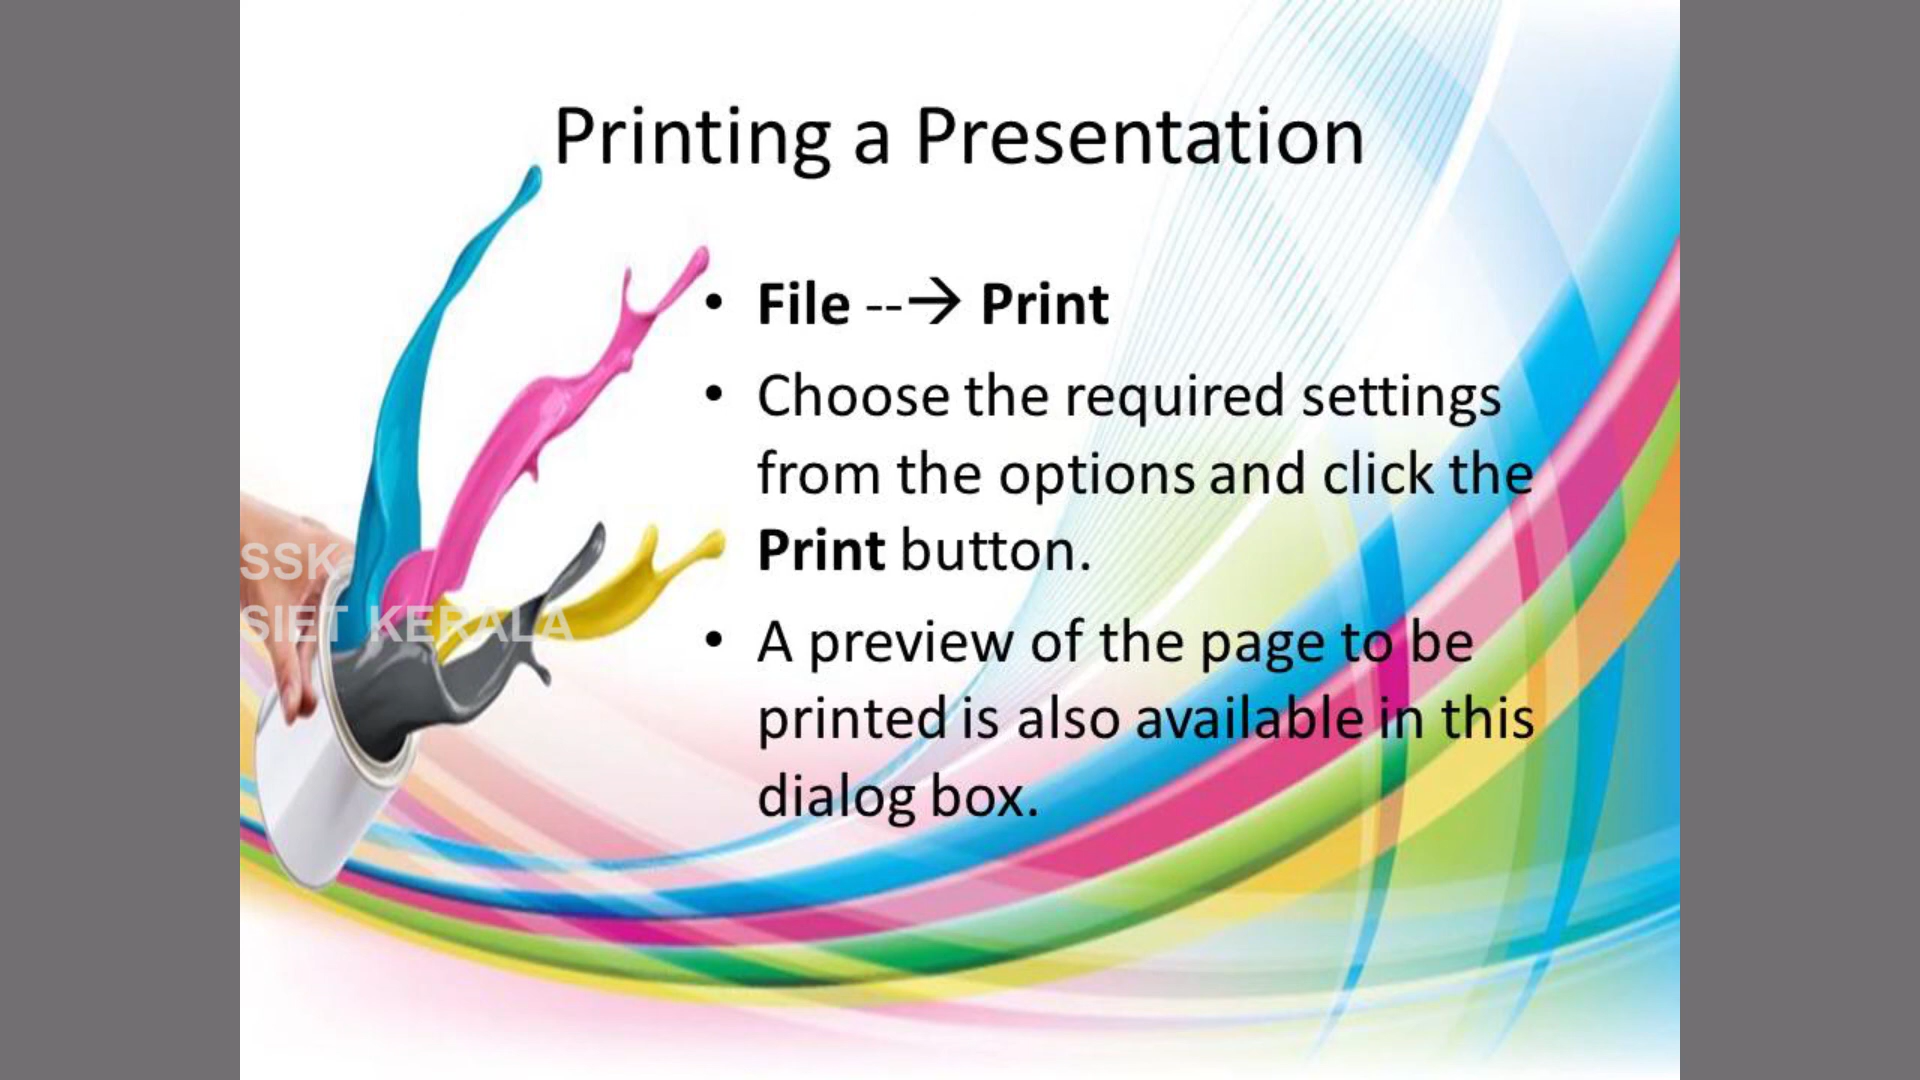 Printing a Presentation
• File --→ Print
• Choose the required settings
from the options and click the
Print button.
SSK
SIET KERALA
• A preview of the page to be
printed is also available in this
dialog box.